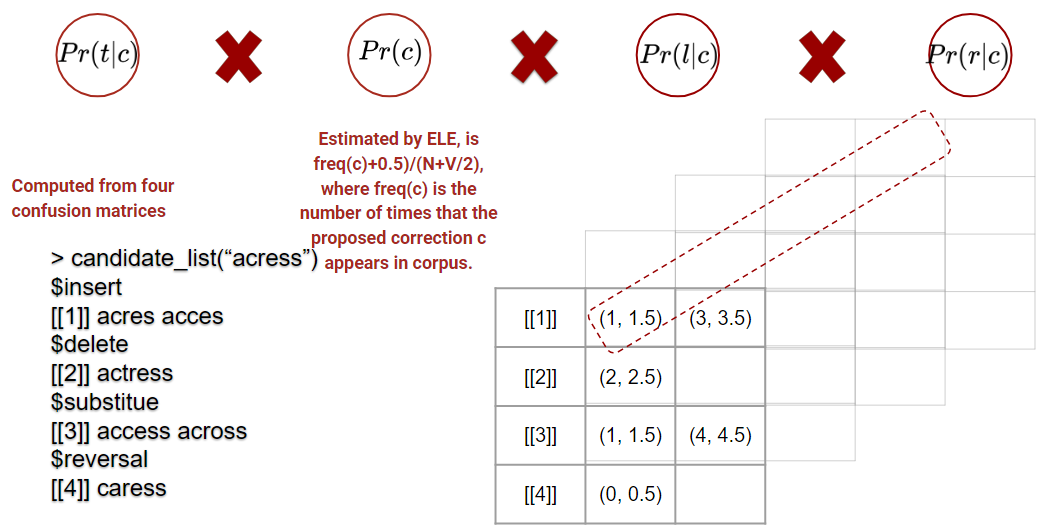 Pr(t|c)
Pr(c)
Pr(l|c)
Pr(r|c)
Computed from four
confusion matrices
Estimated by ELE, is
freq(c)+0.5)/(N+V/2),
where freq(c) is the
number of times that the
proposed correction c
appears in corpus.
> candidate_list(“acress”)
$insert
[[1]] acres acces
$delete
[[2]] actress
$substitue
[[3]] access across
$reversal
[[4]] caress
[[1]] (1, 1.5) (3, 3.5)
[[2]] (2, 2.5)
[[3]] (1, 1.5) (4, 4.5)
[[4]] (0, 0.5)